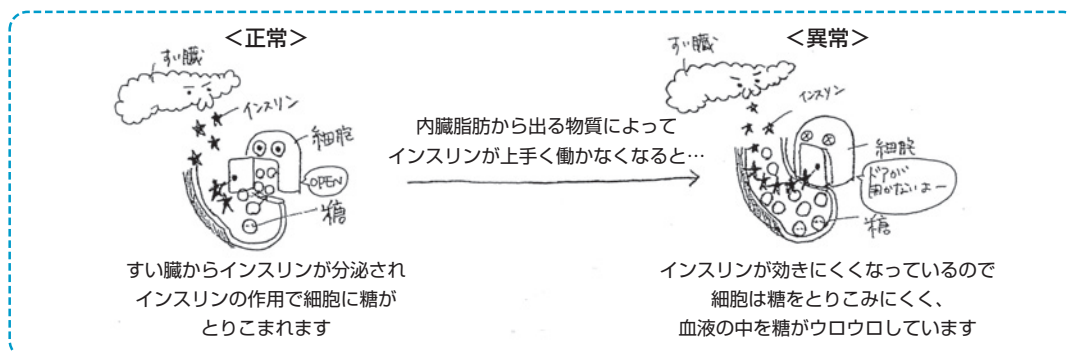 <正常>
すい臓
インスリン
細胞
OPEN
糖
すい臓からインスリンが分泌され
インスリンの作用で細胞に糖が
とりこまれます
内臓脂肪から出る物質によって
インスリンが上手く働かなくなると…
<異常>
すい臓
インスリン
細胞
ドアが
開かないよー
糖
インスリンが効きにくくなっているので
細胞は糖をとりこみにくく、
血液の中を糖がウロウロしています